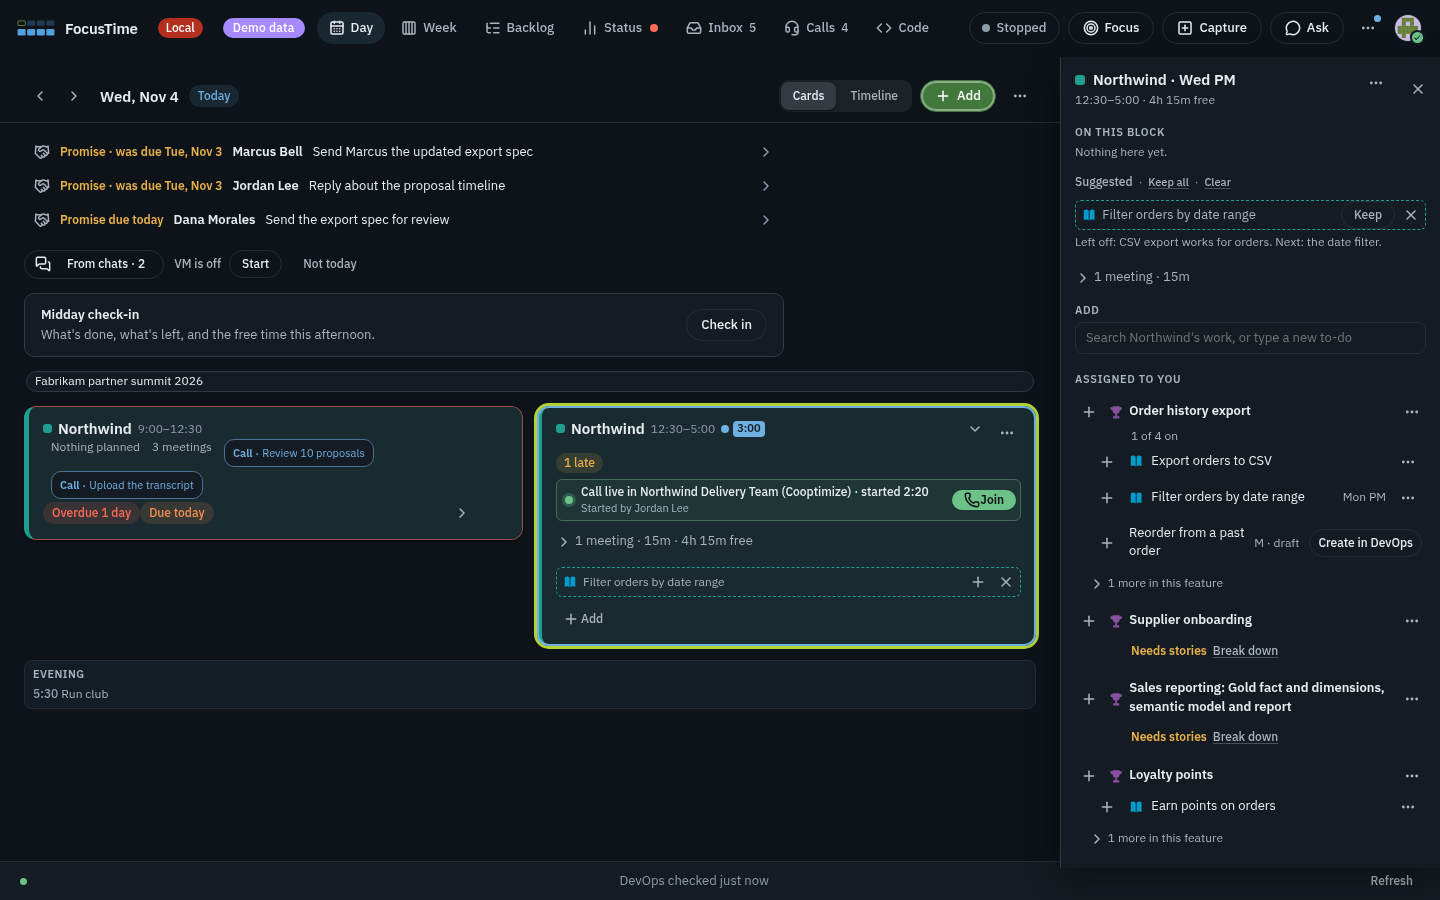 FocusTime
Local
Demo data
Day
Week
Backlog
Status
Inbox 5
Calls 4
Code
Stopped
Focus
Capture
Ask
Wed, Nov 4
Today
Cards
Timeline
Add
Promise · was due Tue, Nov 3 Marcus Bell Send Marcus the updated export spec
Promise · was due Tue, Nov 3 Jordan Lee Reply about the proposal timeline
Promise due today Dana Morales Send the export spec for review
From chats · 2
VM is off
Start
Not today
Midday check-in
What's done, what's left, and the free time this afternoon.
Check in
Fabrikam partner summit 2026
Northwind 9:00–12:30
Nothing planned 3 meetings
Call · Review 10 proposals
Call · Upload the transcript
Overdue 1 day
Due today
Northwind 12:30–5:00
3:00
1 late
Call live in Northwind Delivery Team (Cooptimize) · started 2:20
Started by Jordan Lee
Join
1 meeting · 15m · 4h 15m free
Filter orders by date range
Add
EVENING
5:30 Run club
Northwind · Wed PM
12:30–5:00 · 4h 15m free
ON THIS BLOCK
Nothing here yet.
Suggested · Keep all · Clear
Filter orders by date range
Keep
Left off: CSV export works for orders. Next: the date filter.
1 meeting · 15m
ADD
Search Northwind's work, or type a new to-do
ASSIGNED TO YOU
Order history export
1 of 4 on
Export orders to CSV
Filter orders by date range
Mon PM
Reorder from a past
order
M · draft
Create in DevOps
1 more in this feature
Supplier onboarding
Needs stories Break down
Sales reporting: Gold fact and dimensions,
semantic model and report
Needs stories Break down
Loyalty points
Earn points on orders
1 more in this feature
DevOps checked just now
Refresh